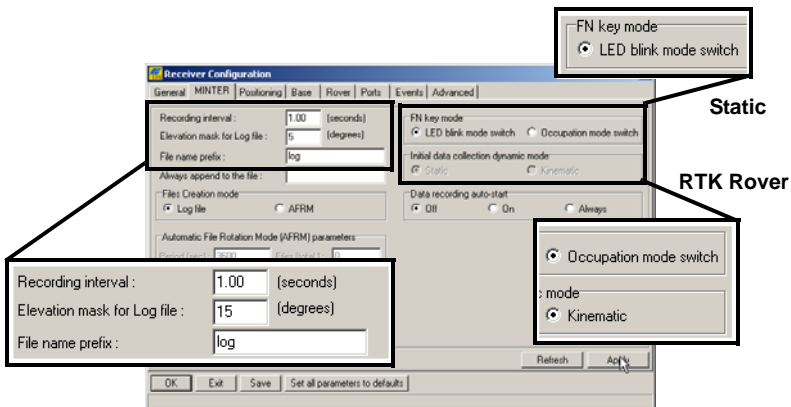 FN key mode
LED blink mode switch
Static
Receiver Configuration
General MINTER Positioning Base Rover Ports Events Advanced
Recording interval : 1.00 (seconds)
Elevation mask for Log file : 5 (degrees)
File name prefix : log
Always append to the file :
FN key mode
LED blink mode switch Occupation mode switch
Initial data collection dynamic mode
Static Kinematic
RTK Rover
Files Creation mode
Log file AFRM
Data recording auto-start
Off On Always
Automatic File Rotation Mode (AFRM) parameters
Occupation mode switch
mode
Kinematic
Recording interval : 1.00 (seconds)
Elevation mask for Log file : 15 (degrees)
File name prefix : log
Refresh Apply
OK Exit Save Set all parameters to defaults